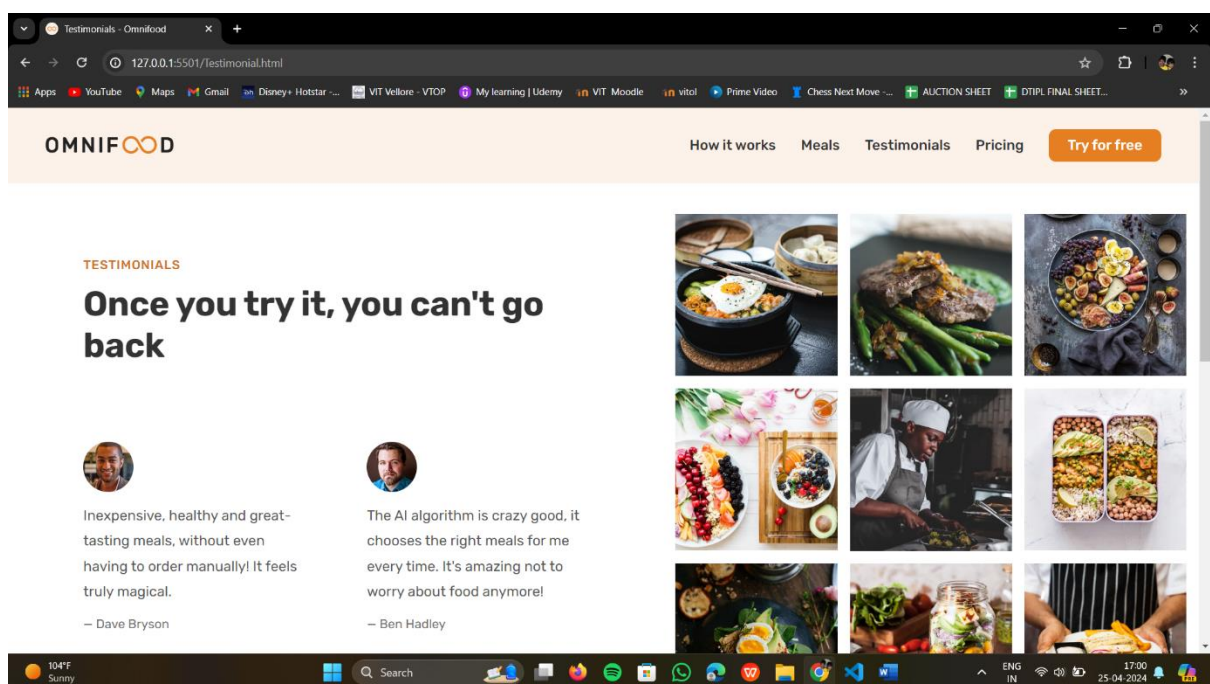 Testimonials - Omnifood
127.0.0.1:5501/Testimonial.html
Apps YouTube Maps Gmail Disney+ Hotstar -... VIT Vellore - VTOP My learning | Udemy VIT Moodle vitol Prime Video Chess Next Move -... AUCTION SHEET DTIPL FINAL SHEET... »
OMNIFOOD How it works Meals Testimonials Pricing Try for free
TESTIMONIALS
Once you try it, you can't go
back
Inexpensive, healthy and great-
tasting meals, without even
having to order manually! It feels
truly magical.
— Dave Bryson
The AI algorithm is crazy good, it
chooses the right meals for me
every time. It's amazing not to
worry about food anymore!
— Ben Hadley
104°F
Sunny
Search
ENG
IN
17:00
25-04-2024